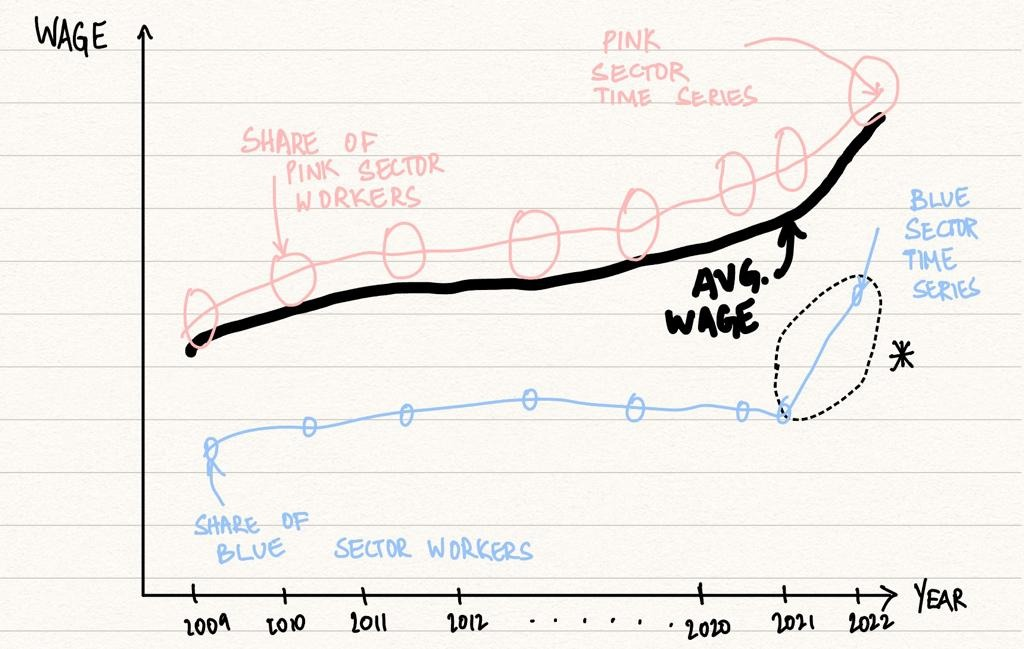 WAGE
PINK
SECTOR
TIME SERIES
SHARE OF
PINK SECTOR
WORKERS
BLUE
SECTOR
TIME
SERIES
AVG.
WAGE
*
SHARE OF
BLUE SECTOR WORKERS
YEAR
2009 2010 2011 2012 . . . . . . . 2020 2021 2022